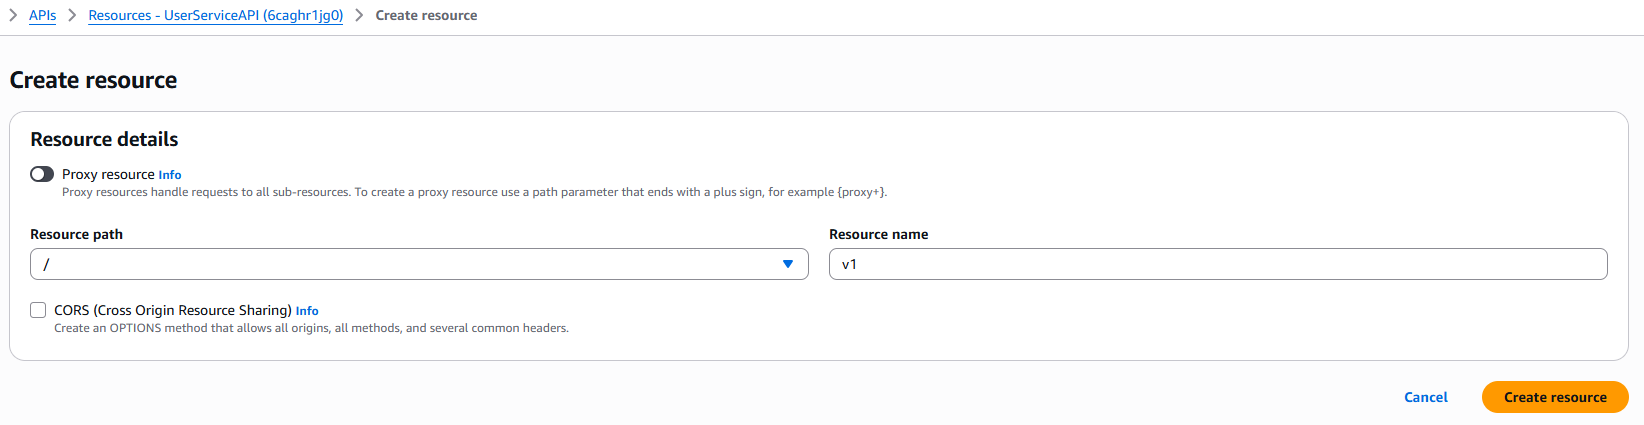 APIs Resources - UserServiceAPI (6caghr1jg0) Create resource
Create resource
Resource details
Proxy resource Info
Proxy resources handle requests to all sub-resources. To create a proxy resource use a path parameter that ends with a plus sign, for example {proxy+}.
Resource path Resource name
/ v1
CORS (Cross Origin Resource Sharing) Info
Create an OPTIONS method that allows all origins, all methods, and several common headers.
Cancel Create resource